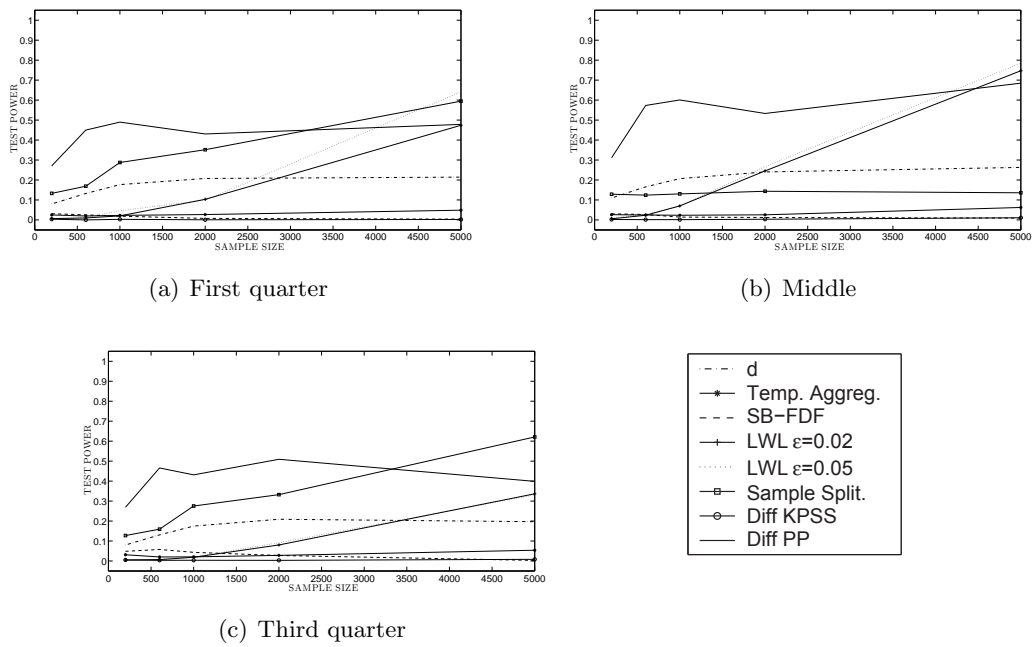 1
0.9
0.8
0.7
0.6
0.5
0.4
0.3
0.2
0.1
0
TEST POWER
0 500 1000 1500 2000 2500 3000 3500 4000 4500 5000
SAMPLE SIZE
(a) First quarter
1
0.9
0.8
0.7
0.6
0.5
0.4
0.3
0.2
0.1
0
TEST POWER
0 500 1000 1500 2000 2500 3000 3500 4000 4500 5000
SAMPLE SIZE
(b) Middle
1
0.9
0.8
0.7
0.6
0.5
0.4
0.3
0.2
0.1
0
TEST POWER
0 500 1000 1500 2000 2500 3000 3500 4000 4500 5000
SAMPLE SIZE
(c) Third quarter
d
Temp. Aggreg.
SB−FDF
LWL ε=0.02
LWL ε=0.05
Sample Split.
Diff KPSS
Diff PP